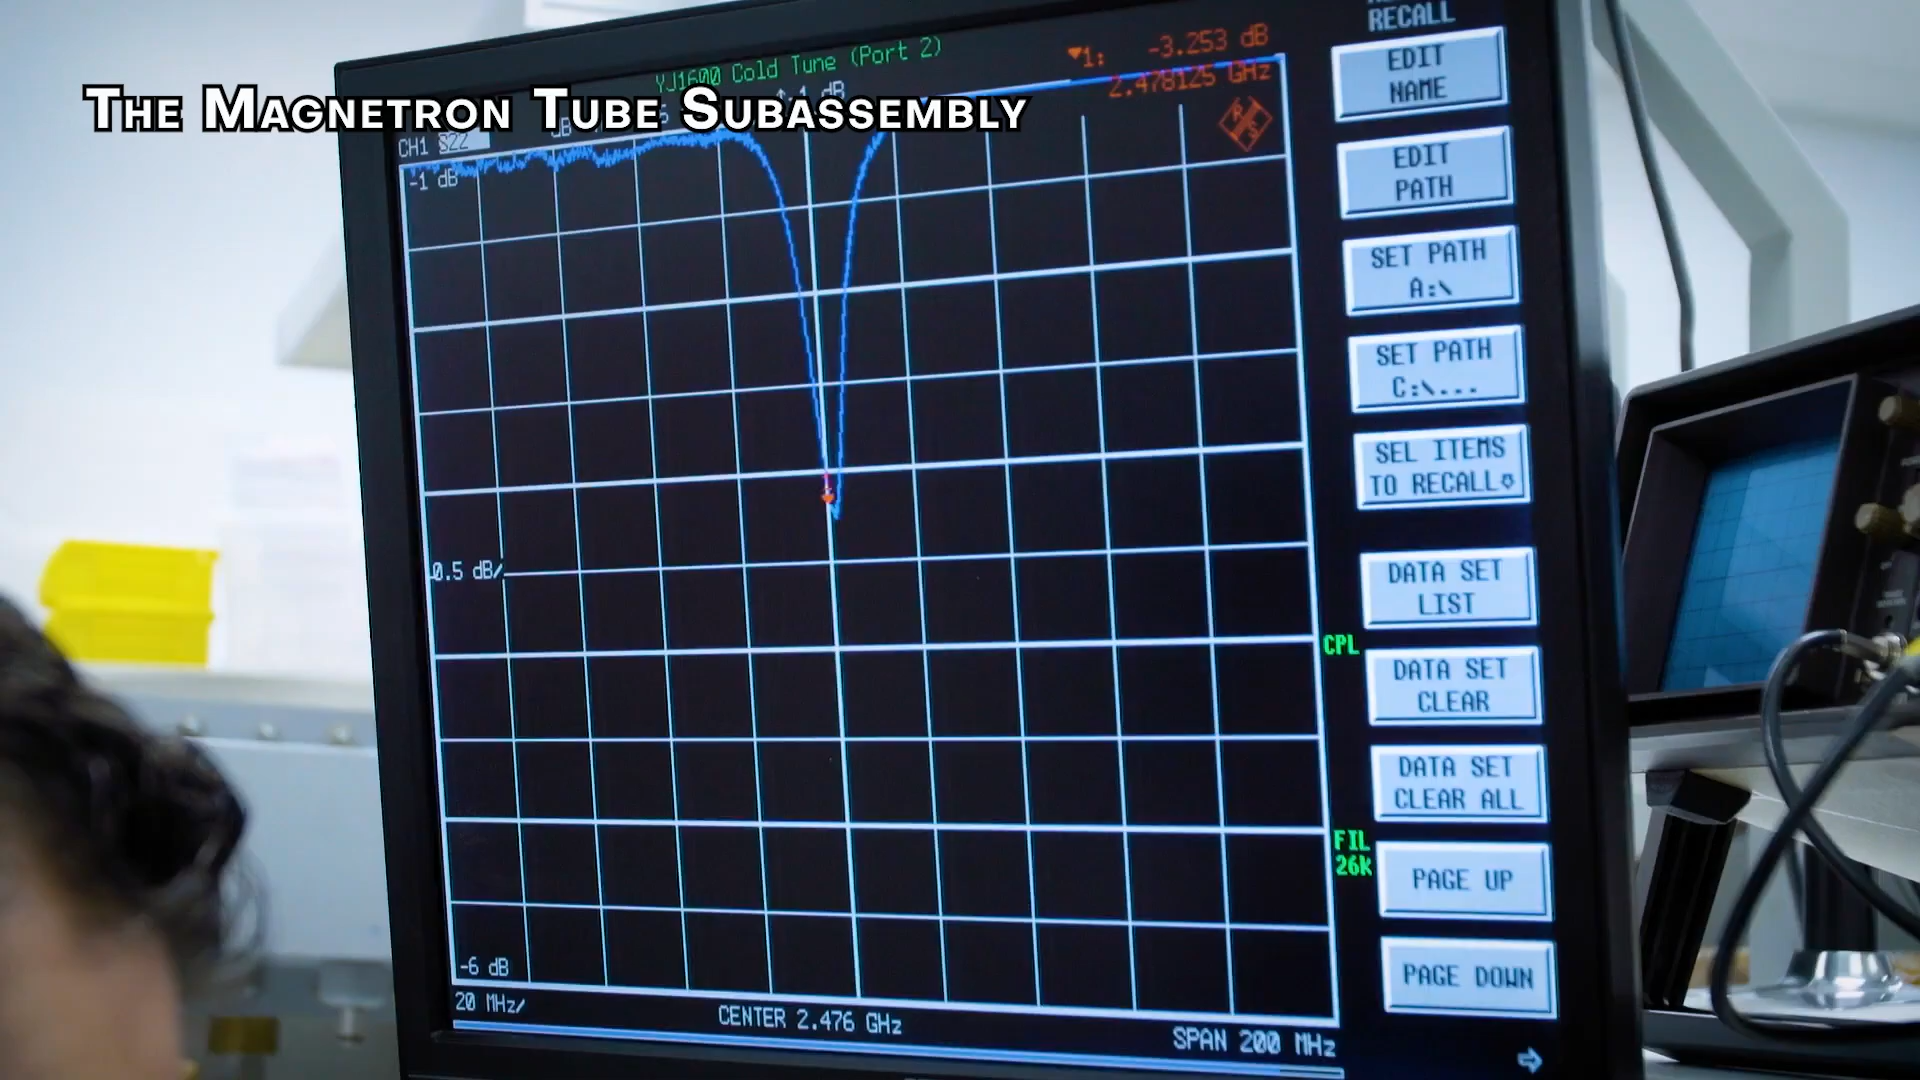 RECALL
YJ1600 Cold Tune (Port 2)
▼1: -3.253 dB
2.478125 GHz
THE MAGNETRON TUBE SUBASSEMBLY
1 dB
CH1 S22
-1 dB
R
S
EDIT
NAME
EDIT
PATH
SET PATH
A:\
SET PATH
C:\...
SEL ITEMS
TO RECALL
0.5 dB/
DATA SET
LIST
CPL
DATA SET
CLEAR
DATA SET
CLEAR ALL
FIL
26k
PAGE UP
PAGE DOWN
-6 dB
20 MHz/
CENTER 2.476 GHz
SPAN 200 MHz